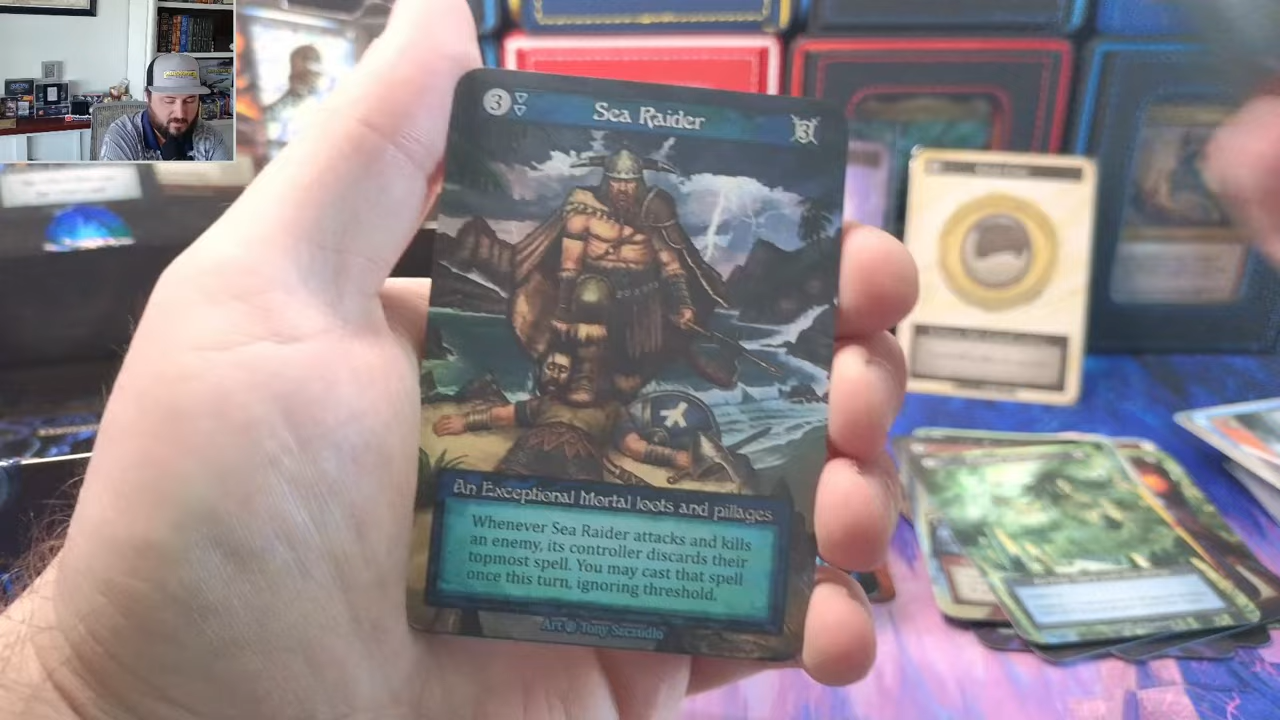 3
Sea Raider
3
An Exceptional Mortal loots and pillages
Whenever Sea Raider attacks and kills
an enemy, its controller discards their
topmost spell. You may cast that spell
once this turn, ignoring threshold.
Art @ Tony Szczudlo